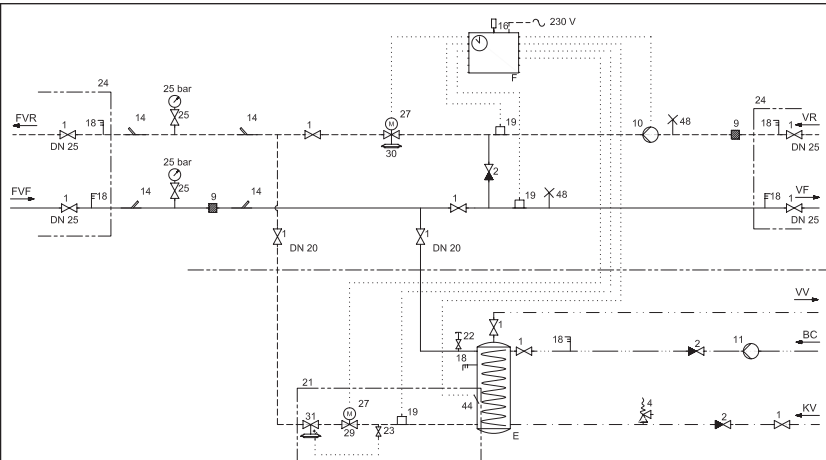 16 230 V
F
24 25 bar 27 24
FVR 1 18 14 25 14 1 M 19 10 48 9 18 1 VR
DN 25 30 DN 25
2
25 bar
FVF 1 18 14 25 9 14 1 19 48 18 1 VF
DN 25 DN 25
1 DN 20 1 DN 20
VV
22 1 BC
18 1 18 2 11
21 27 44 4 KV
31 M 19 2 1
29 23 E